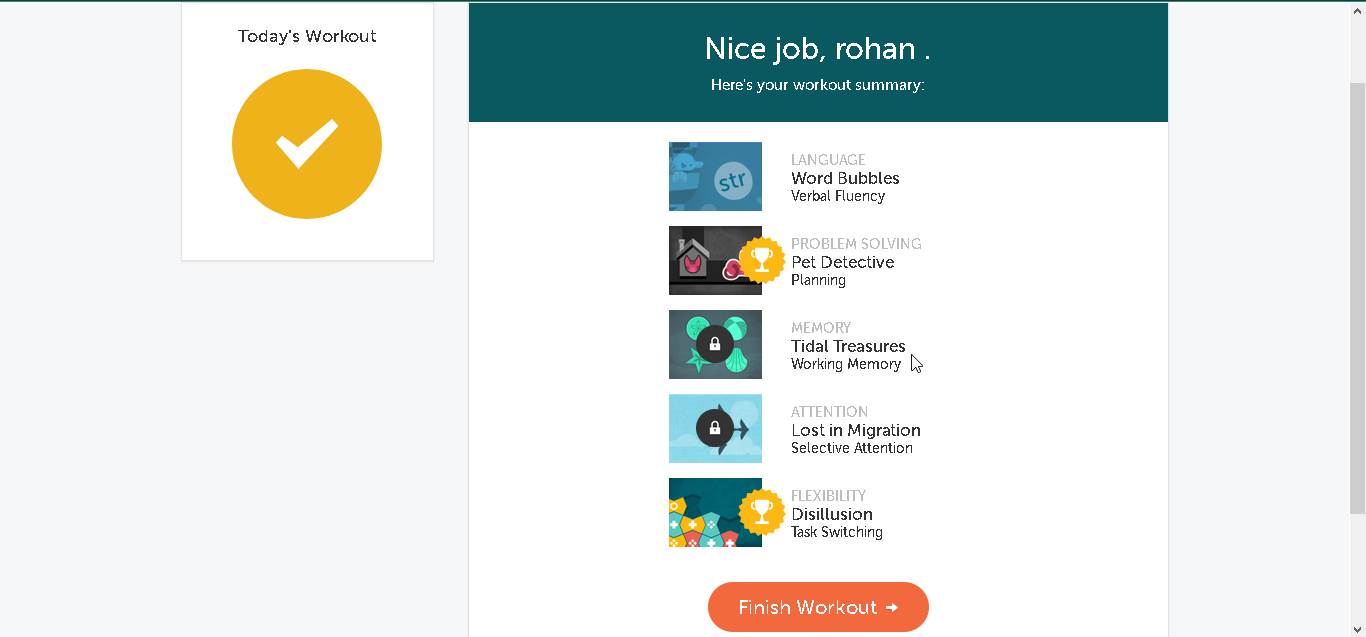 Today's Workout
Nice job, rohan .
Here's your workout summary:
str
LANGUAGE
Word Bubbles
Verbal Fluency
PROBLEM SOLVING
Pet Detective
Planning
MEMORY
Tidal Treasures
Working Memory
ATTENTION
Lost in Migration
Selective Attention
FLEXIBILITY
Disillusion
Task Switching
Finish Workout →